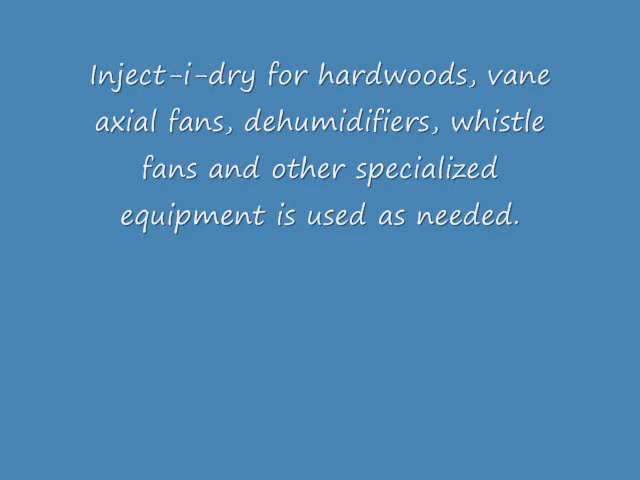 Inject-i-dry for hardwoods, vane
axial fans, dehumidifiers, whistle
fans and other specialized
equipment is used as needed.